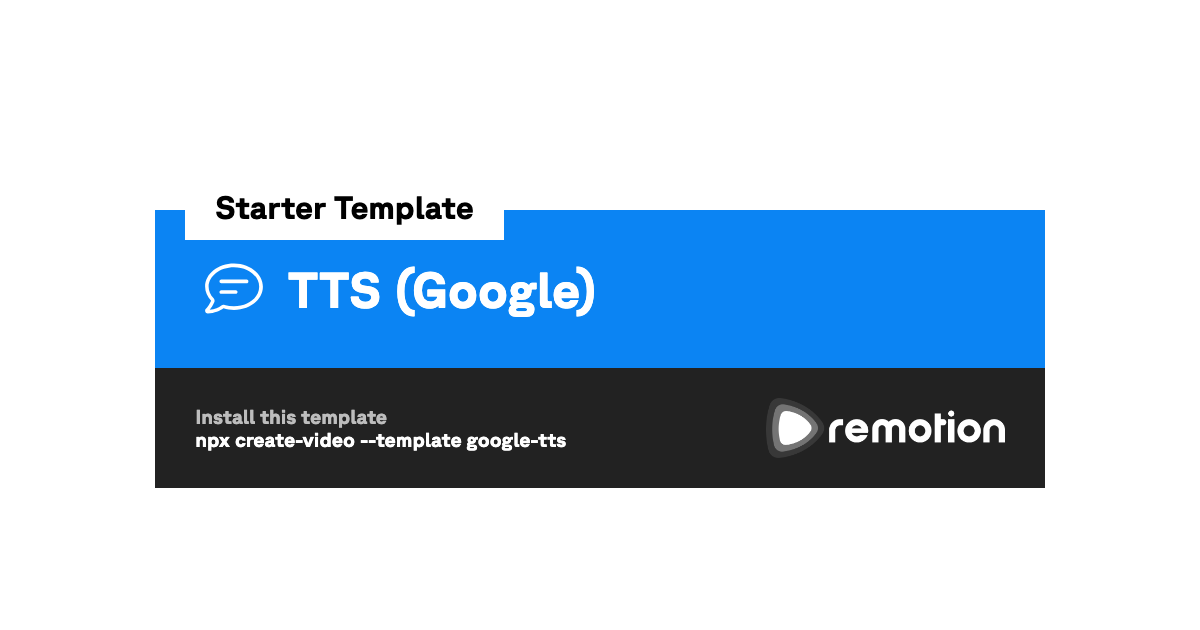 Starter Template
TTS (Google)
Install this template
npx create-video --template google-tts
remotion